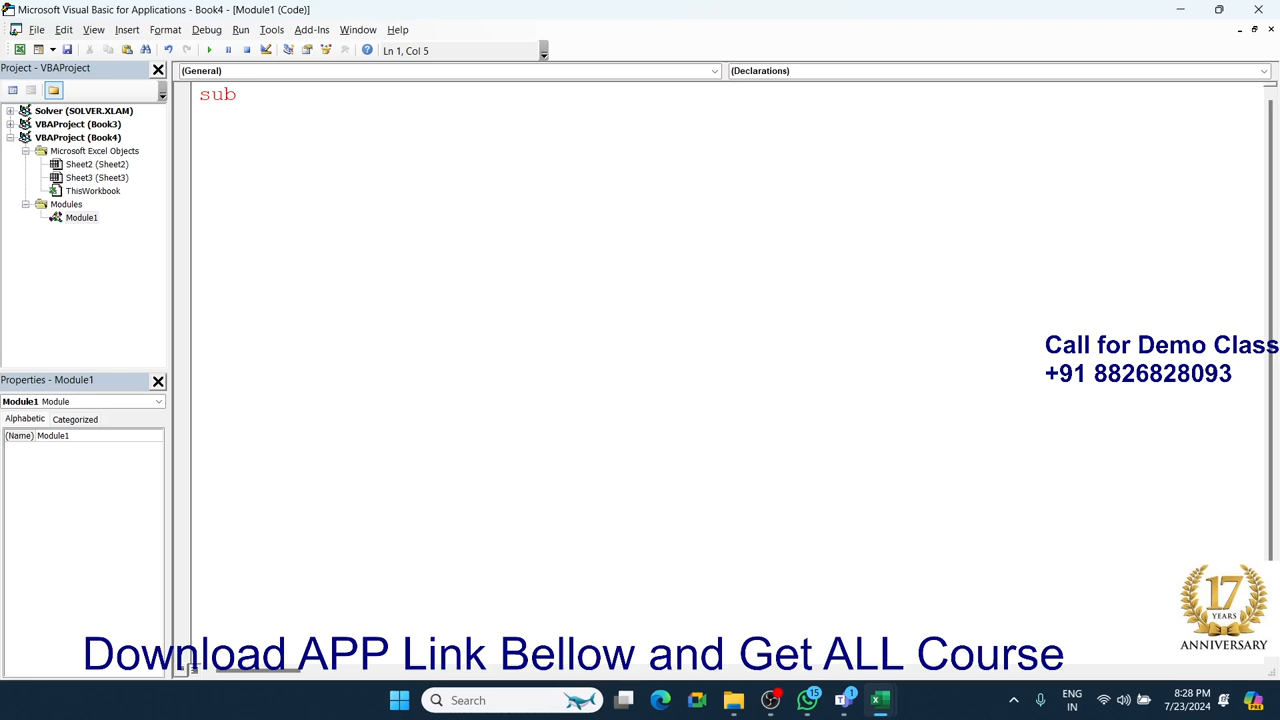 Microsoft Visual Basic for Applications - Book4 - [Module1 (Code)]
File Edit View Insert Format Debug Run Tools Add-Ins Window Help
Ln 1, Col 5
Project - VBAProject
(General)
(Declarations)
sub
Solver (SOLVER.XLAM)
VBAProject (Book3)
VBAProject (Book4)
Microsoft Excel Objects
Sheet2 (Sheet2)
Sheet3 (Sheet3)
ThisWorkbook
Modules
Module1
Call for Demo Class
+91 8826828093
Properties - Module1
Module1 Module
Alphabetic Categorized
(Name) Module1
17
YEARS
ANNIVERSARY
Download APP Link Bellow and Get ALL Course
Search
15
1
ENG
IN
8:28 PM
7/23/2024